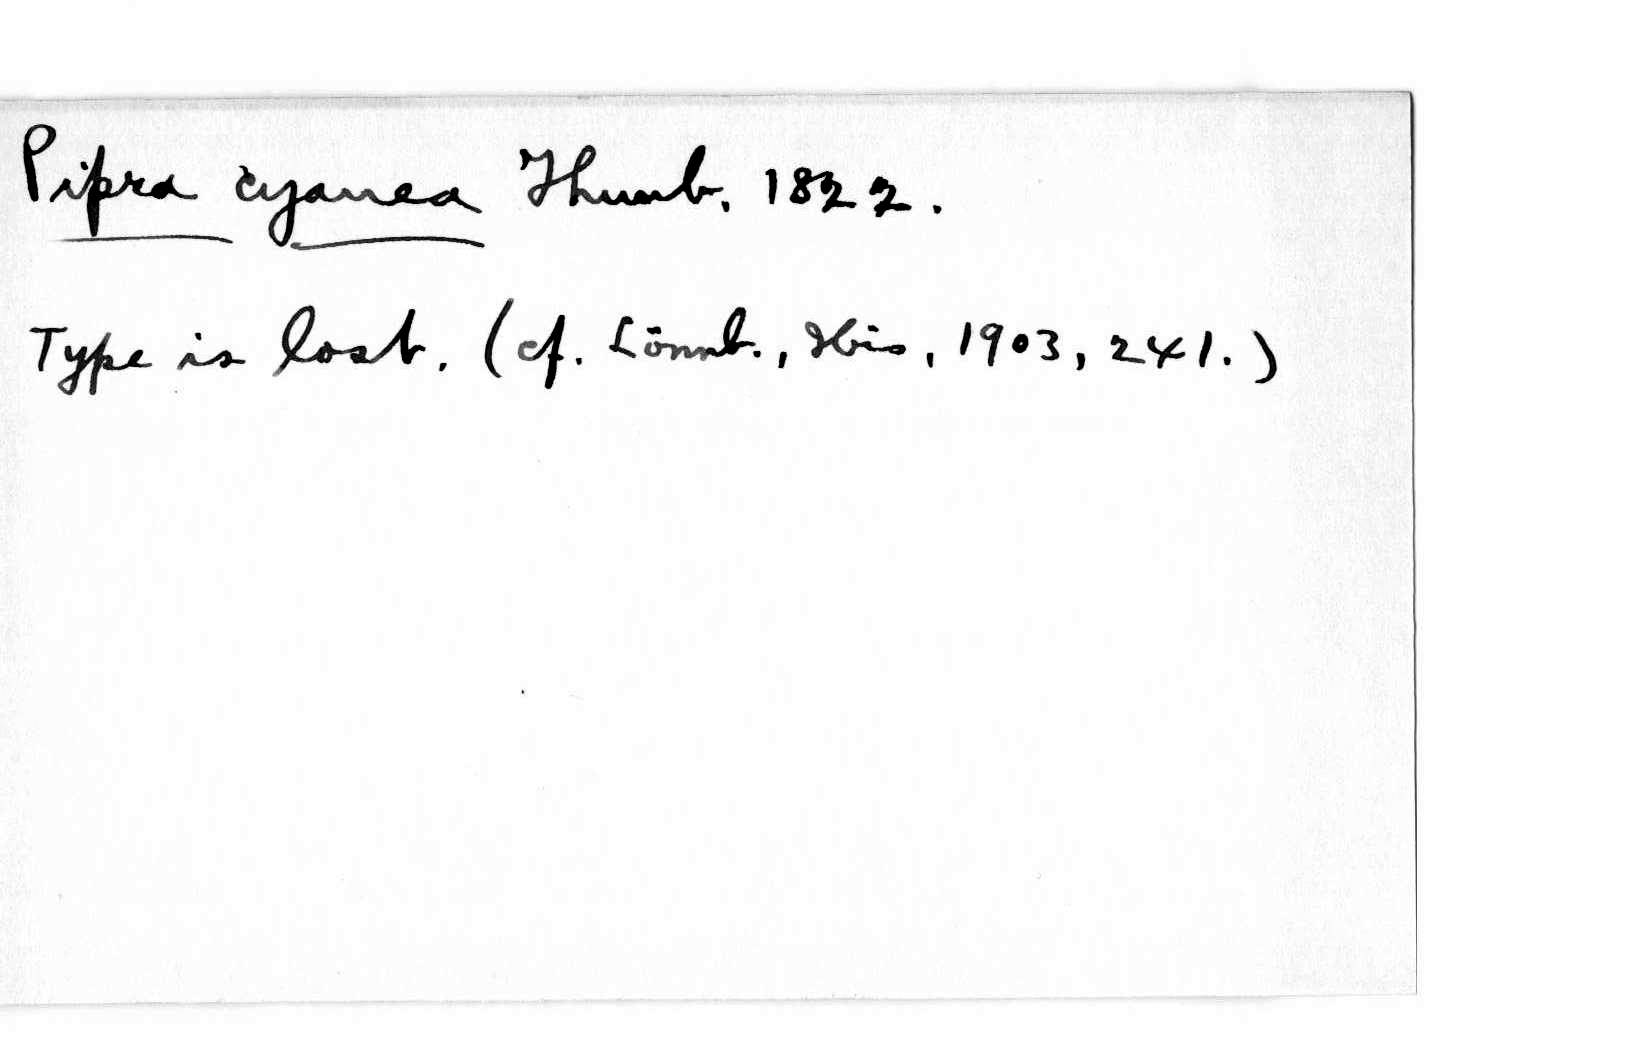 Pipra cyanea Thunb. 1822.
Type is lost. (cf. Lönnb., Ibis, 1903, 241.)